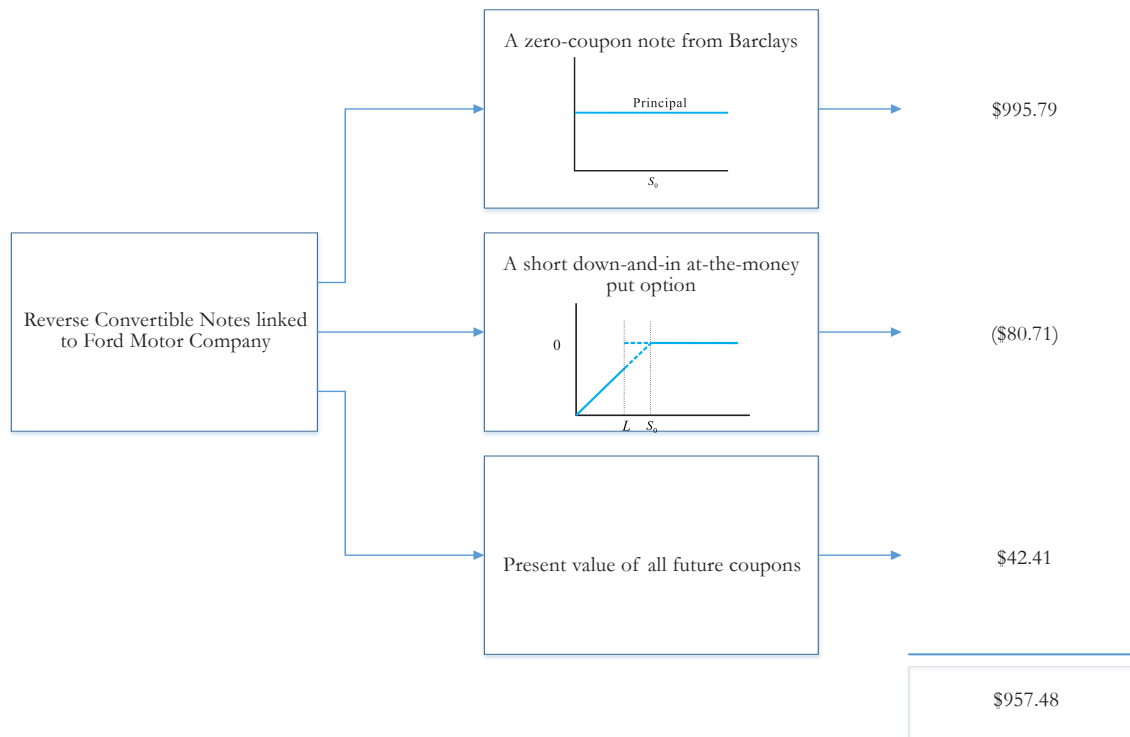 A zero-coupon note from Barclays
Principal
S₀
$995.79
Reverse Convertible Notes linked
to Ford Motor Company
A short down-and-in at-the-money
put option
0
L S₀
($80.71)
Present value of all future coupons
$42.41
$957.48